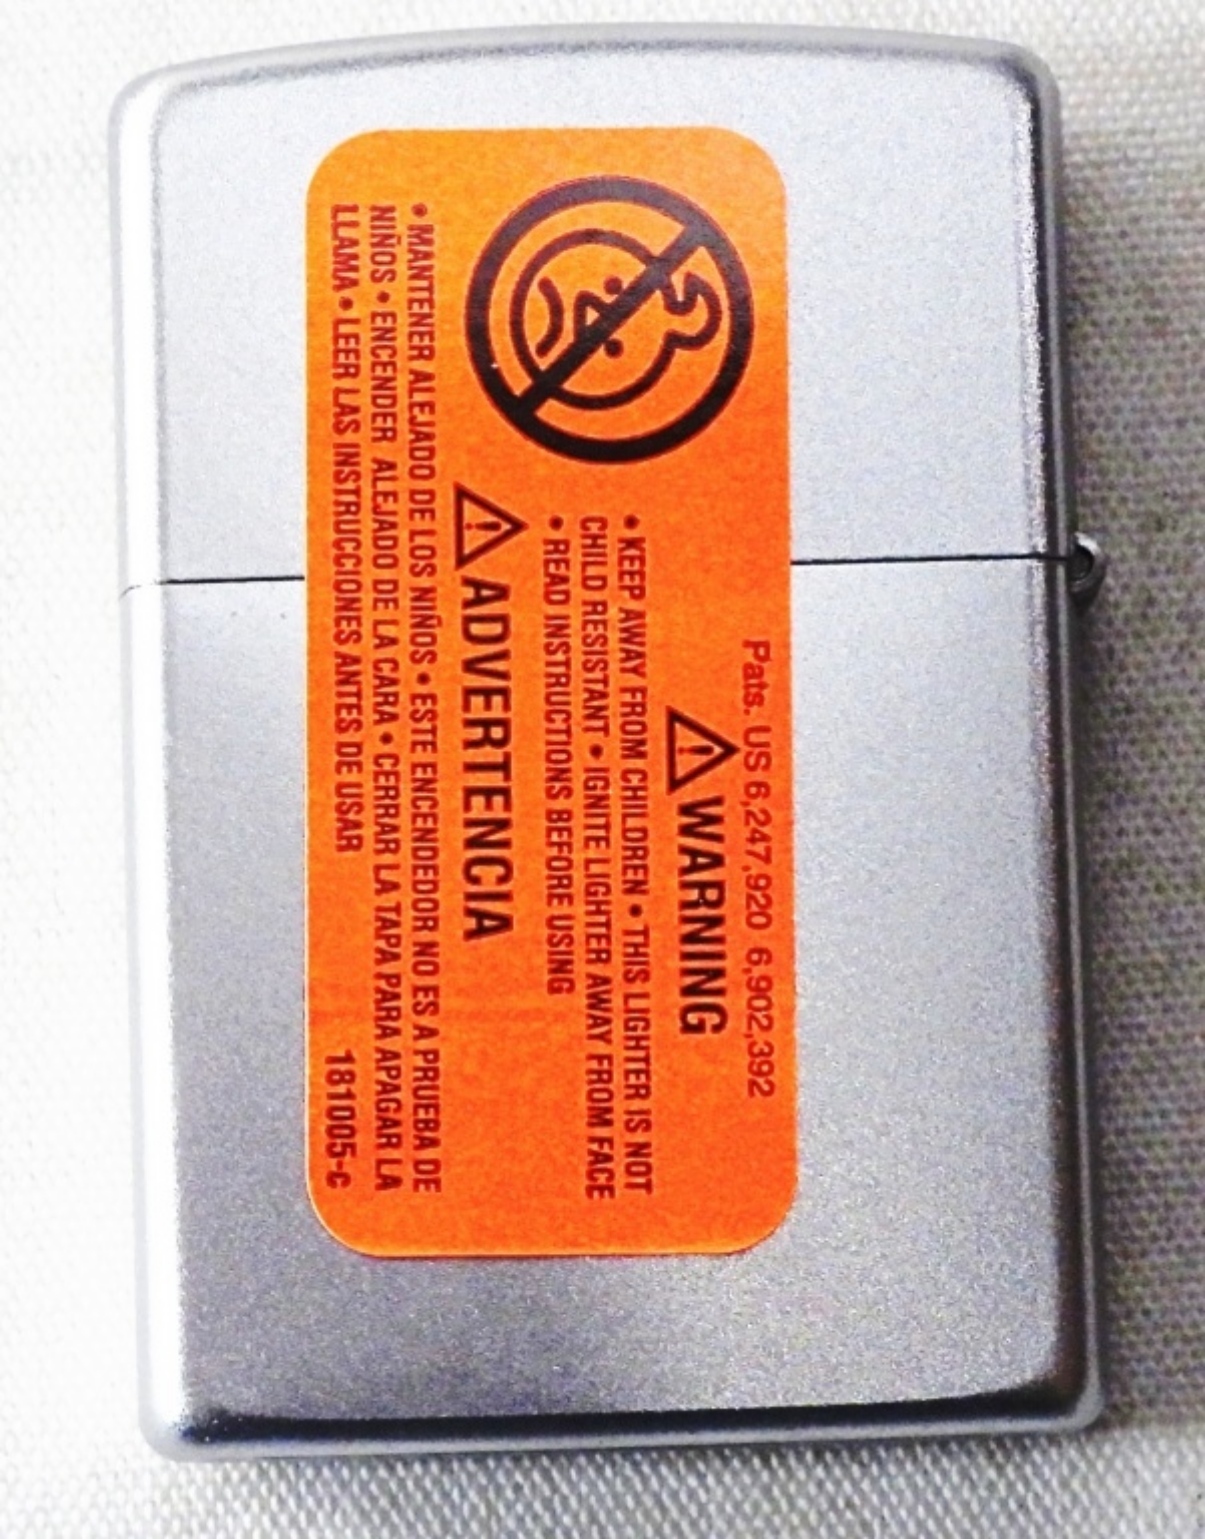 Pats. US 6,247,920 6,902,392
WARNING
• KEEP AWAY FROM CHILDREN • THIS LIGHTER IS NOT
CHILD RESISTANT • IGNITE LIGHTER AWAY FROM FACE
• READ INSTRUCTIONS BEFORE USING
ADVERTENCIA
• MANTENER ALEJADO DE LOS NIÑOS • ESTE ENCENDEDOR NO ES A PRUEBA DE
NIÑOS • ENCENDER ALEJADO DE LA CARA • CERRAR LA TAPA PARA APAGAR LA
LLAMA • LEER LAS INSTRUCCIONES ANTES DE USAR 181005-c